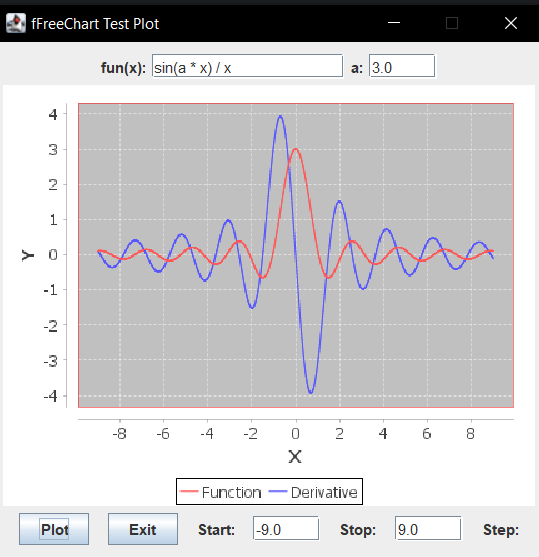 fFreeChart Test Plot
fun(x): sin(a * x) / x a: 3.0
4
3
2
1
0
-1
-2
-3
-4
Y
-8 -6 -4 -2 0 2 4 6 8
X
Function Derivative
Plot Exit Start: -9.0 Stop: 9.0 Step: